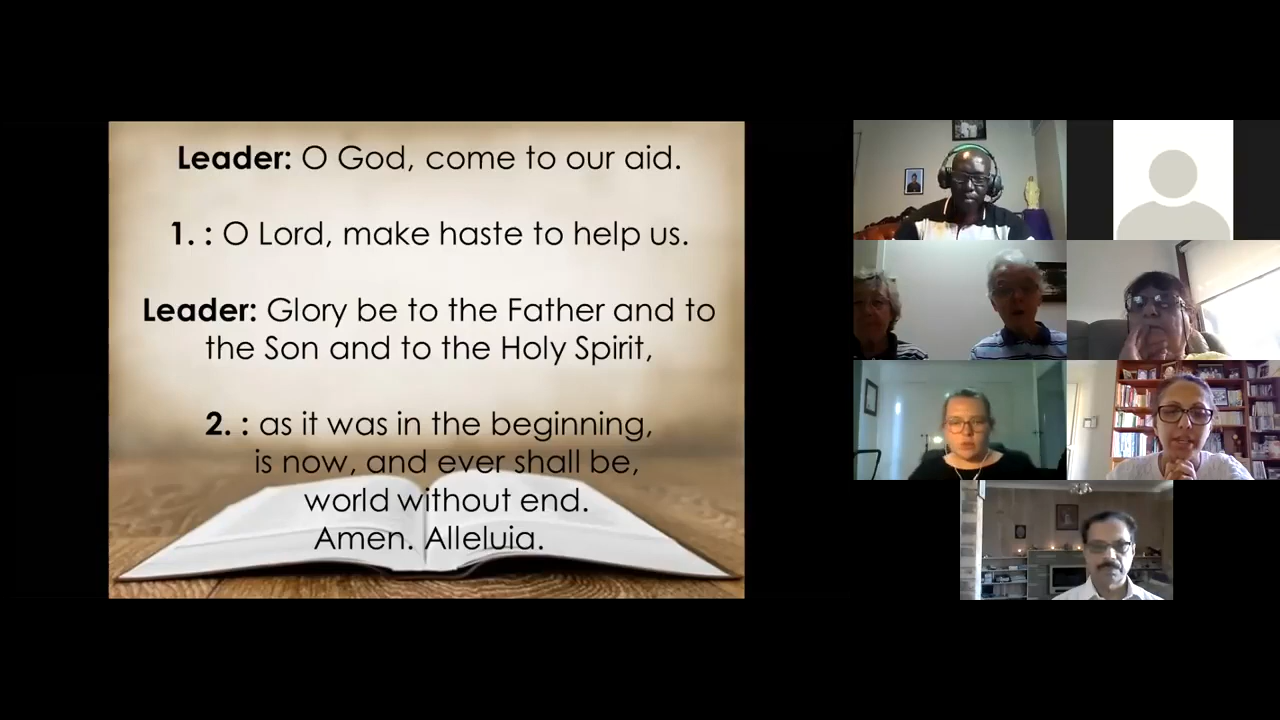 Leader: O God, come to our aid.
1. : O Lord, make haste to help us.
Leader: Glory be to the Father and to
the Son and to the Holy Spirit,
2. : as it was in the beginning,
is now, and ever shall be,
world without end.
Amen. Alleluia.